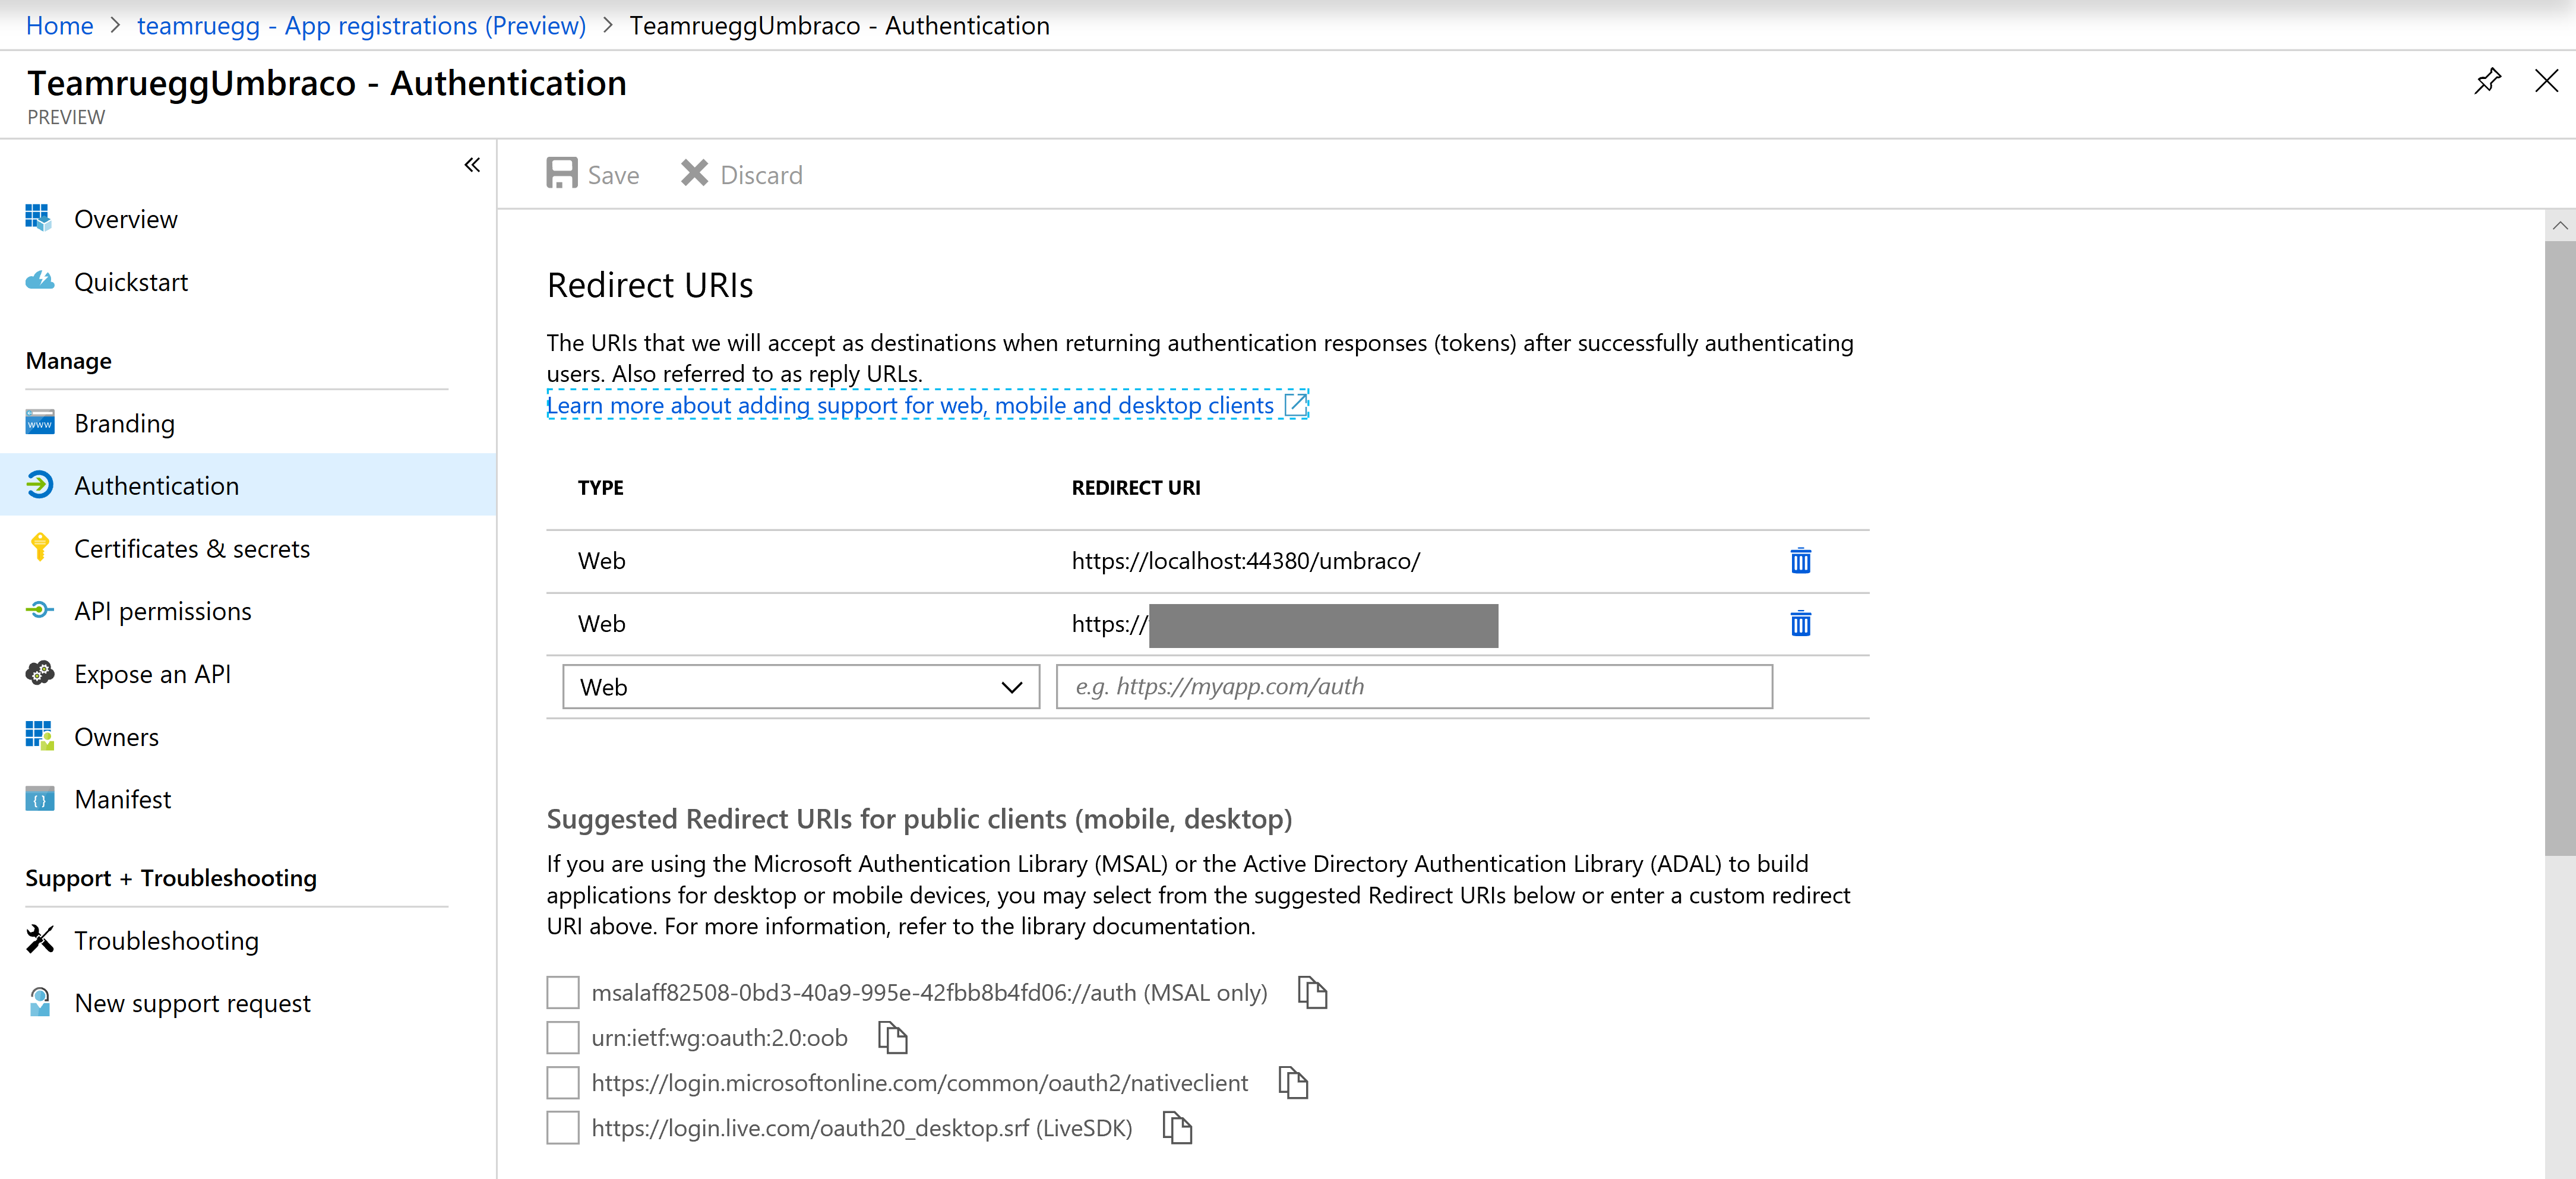 Home > teamruegg - App registrations (Preview) > TeamrueggUmbraco - Authentication
TeamrueggUmbraco - Authentication
PREVIEW
Overview
Quickstart
Manage
Branding
Authentication
Certificates & secrets
API permissions
Expose an API
Owners
Manifest
Support + Troubleshooting
Troubleshooting
New support request
Save Discard
Redirect URIs
The URIs that we will accept as destinations when returning authentication responses (tokens) after successfully authenticating
users. Also referred to as reply URLs.
Learn more about adding support for web, mobile and desktop clients
TYPE REDIRECT URI
Web https://localhost:44380/umbraco/
Web https://
Web e.g. https://myapp.com/auth
Suggested Redirect URIs for public clients (mobile, desktop)
If you are using the Microsoft Authentication Library (MSAL) or the Active Directory Authentication Library (ADAL) to build
applications for desktop or mobile devices, you may select from the suggested Redirect URIs below or enter a custom redirect
URI above. For more information, refer to the library documentation.
msalaff82508-0bd3-40a9-995e-42fbb8b4fd06://auth (MSAL only)
urn:ietf:wg:oauth:2.0:oob
https://login.microsoftonline.com/common/oauth2/nativeclient
https://login.live.com/oauth20_desktop.srf (LiveSDK)